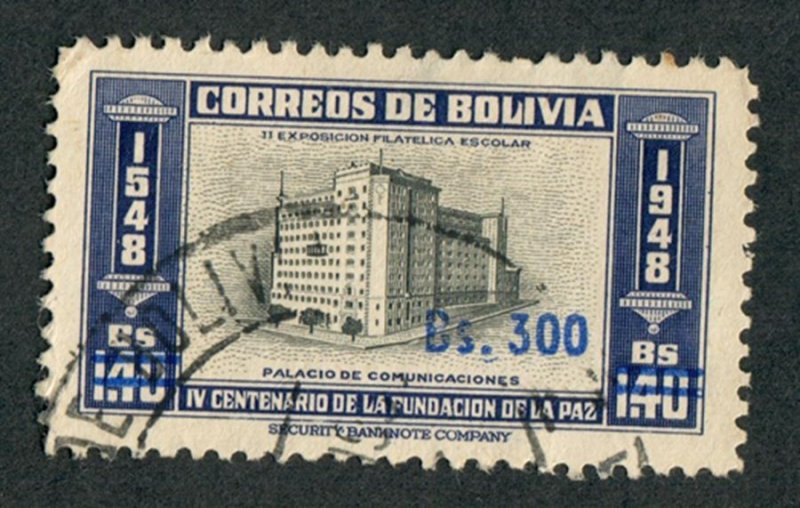 CORREOS DE BOLIVIA
II EXPOSICION FILATELICA ESCOLAR
1548
1948
Bs. 300
BS
1.40
BS
1.40
PALACIO DE COMUNICACIONES
IV CENTENARIO DE LA FUNDACION DE LA PAZ
SECURITY BANKNOTE COMPANY
BOLIV